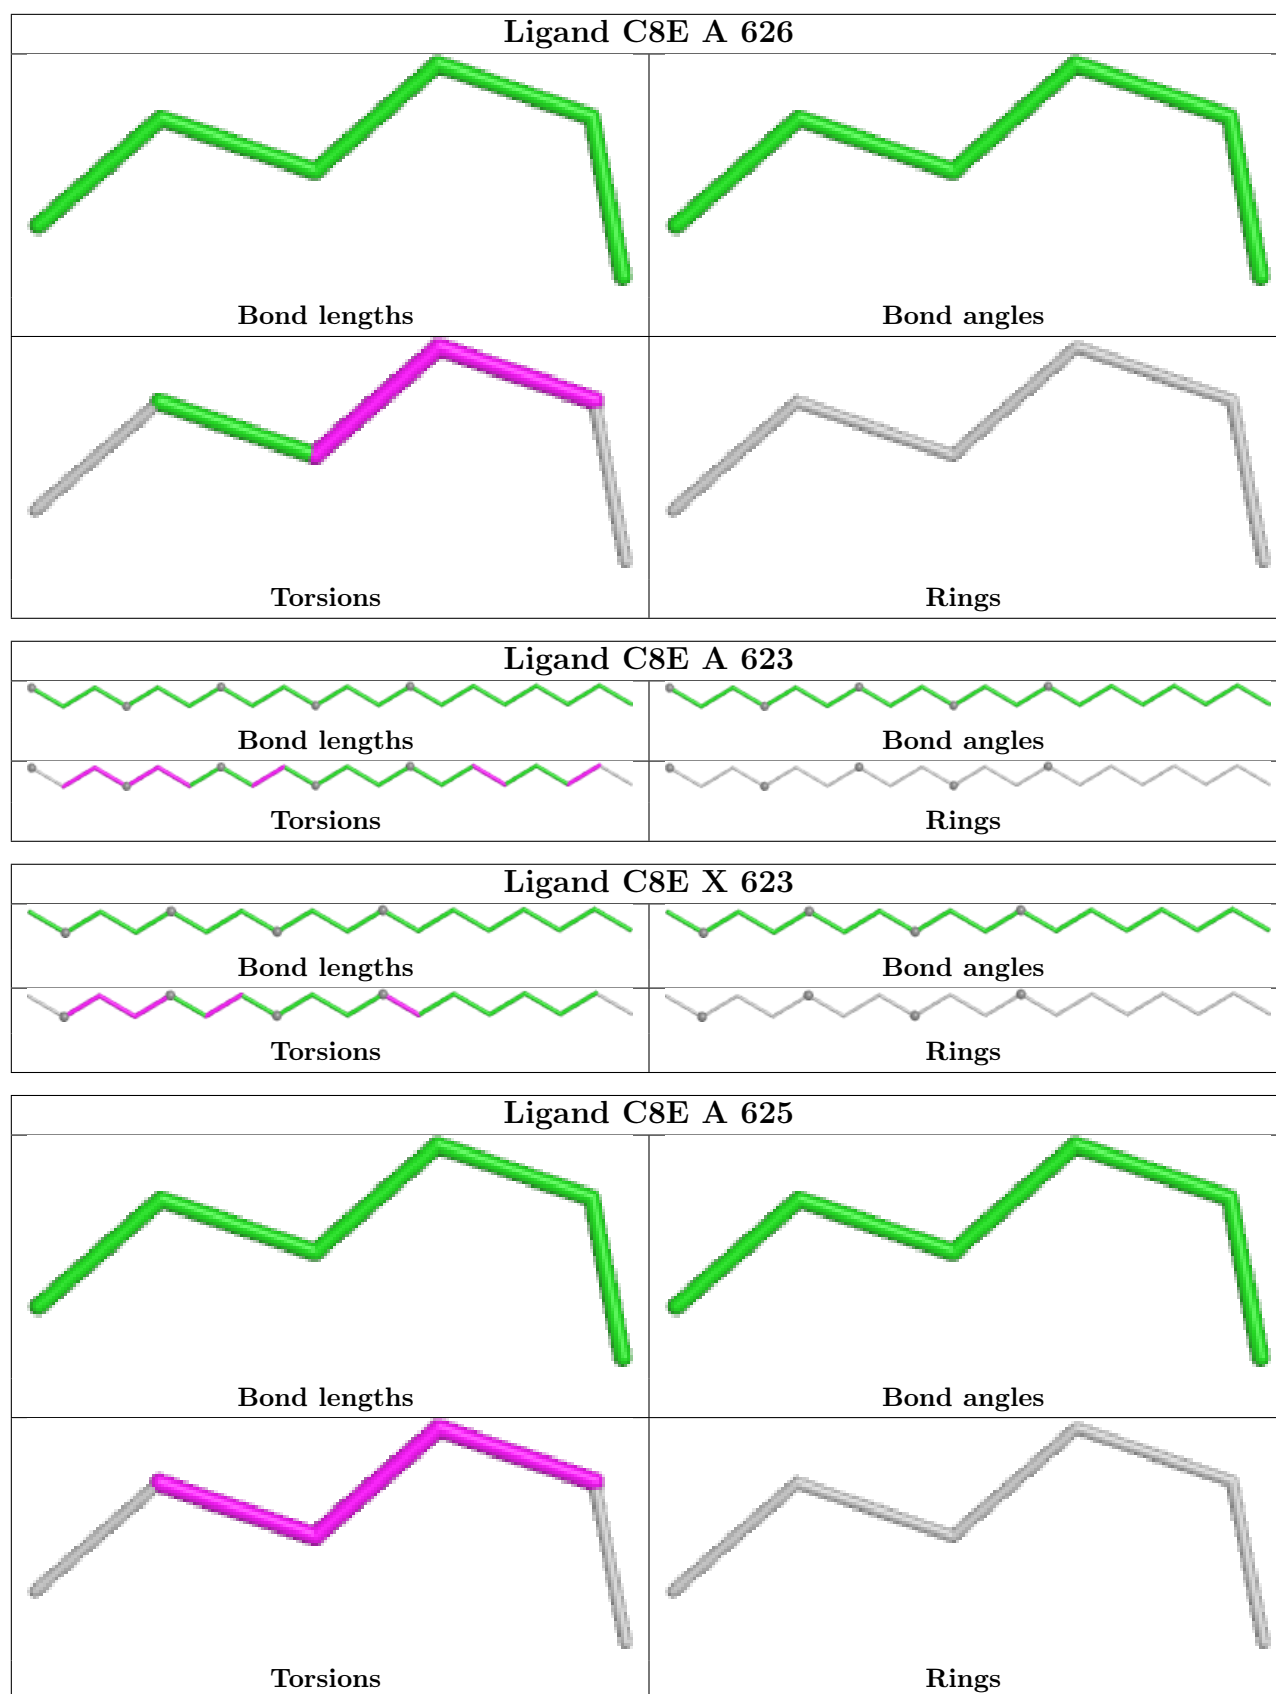 Ligand C8E A 626
Bond lengths
Bond angles
Torsions
Rings
Ligand C8E A 623
Bond lengths
Bond angles
Torsions
Rings
Ligand C8E X 623
Bond lengths
Bond angles
Torsions
Rings
Ligand C8E A 625
Bond lengths
Bond angles
Torsions
Rings